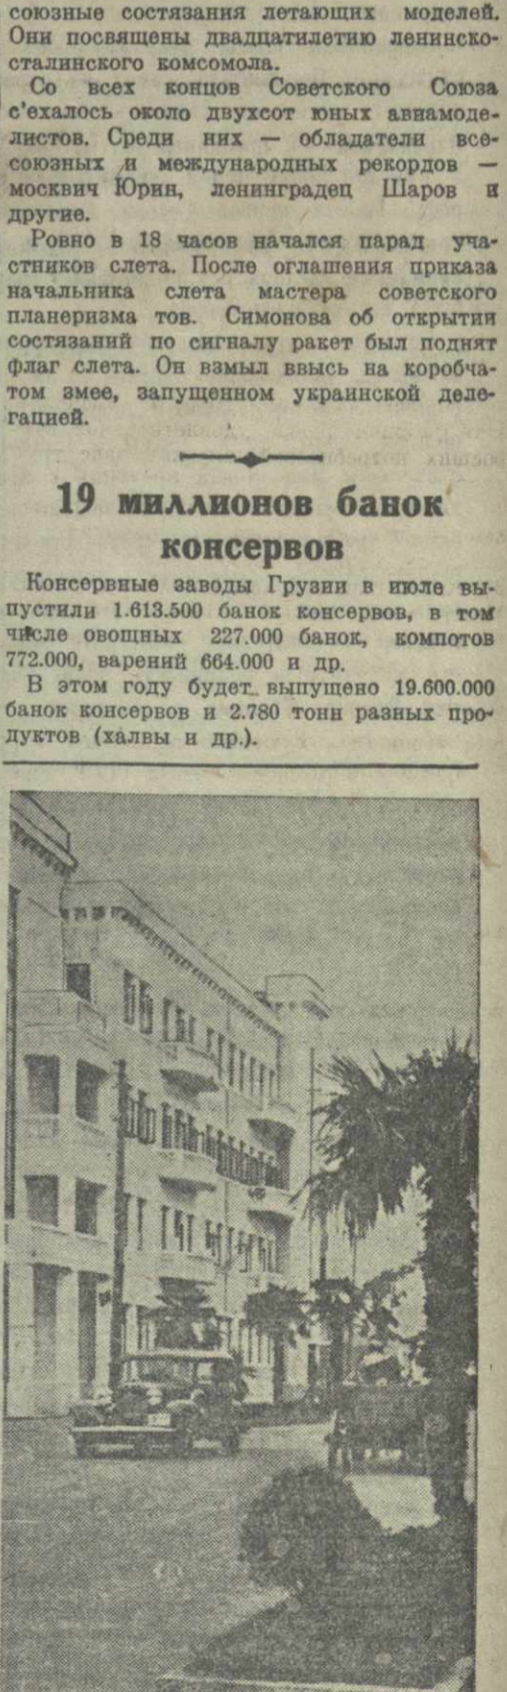 союзные состязания летающих моделей.
Они посвящены двадцатилетию ленинско-
сталинского комсомола.
Со всех концов Советского Союза
с'ехалось около двухсот юных авиамоде-
листов. Среди них — обладатели все-
союзных и международных рекордов —
москвич Юрин, ленинградец Шаров и
другие.
Ровно в 18 часов начался парад уча-
стников слета. После оглашения приказа
начальника слета мастера советского
планеризма тов. Симонова об открытии
состязаний по сигналу ракет был поднят
флаг слета. Он взмыл ввысь на коробча-
том змее, запущенном украинской деле-
гацией.
19 миллионов банок
консервов
Консервные заводы Грузии в июле вы-
пустили 1.613.500 банок консервов, в том
числе овощных 227.000 банок, компотов
772.000, варений 664.000 и др.
В этом году будет выпущено 19.600.000
банок консервов и 2.780 тонн разных про-
дуктов (халвы и др.).